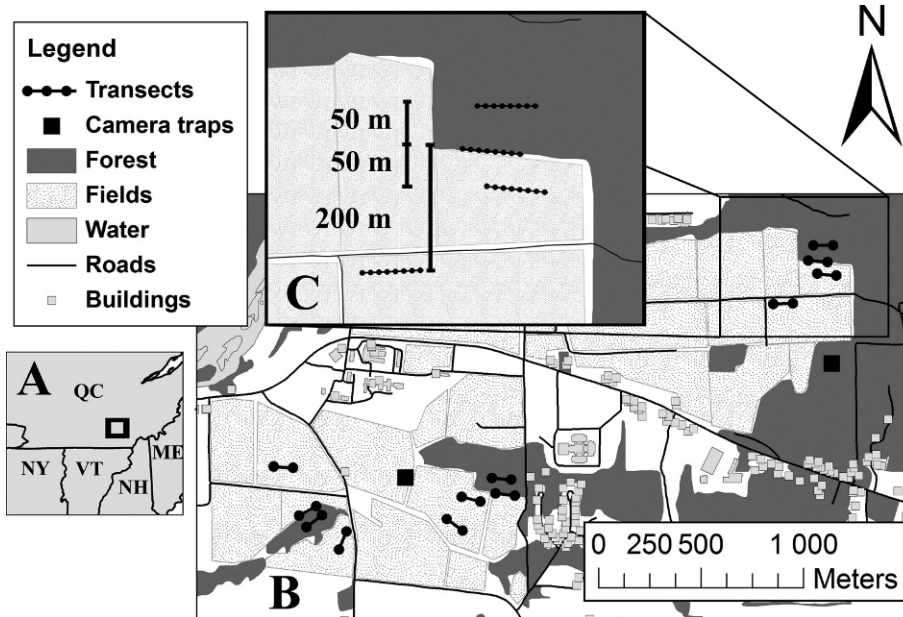 Legend
Transects
Camera traps
Forest
Fields
Water
Roads
Buildings
50 m
50 m
200 m
C
N
A
QC
ME
NY
VT
NH
B
0 250 500 1 000
Meters